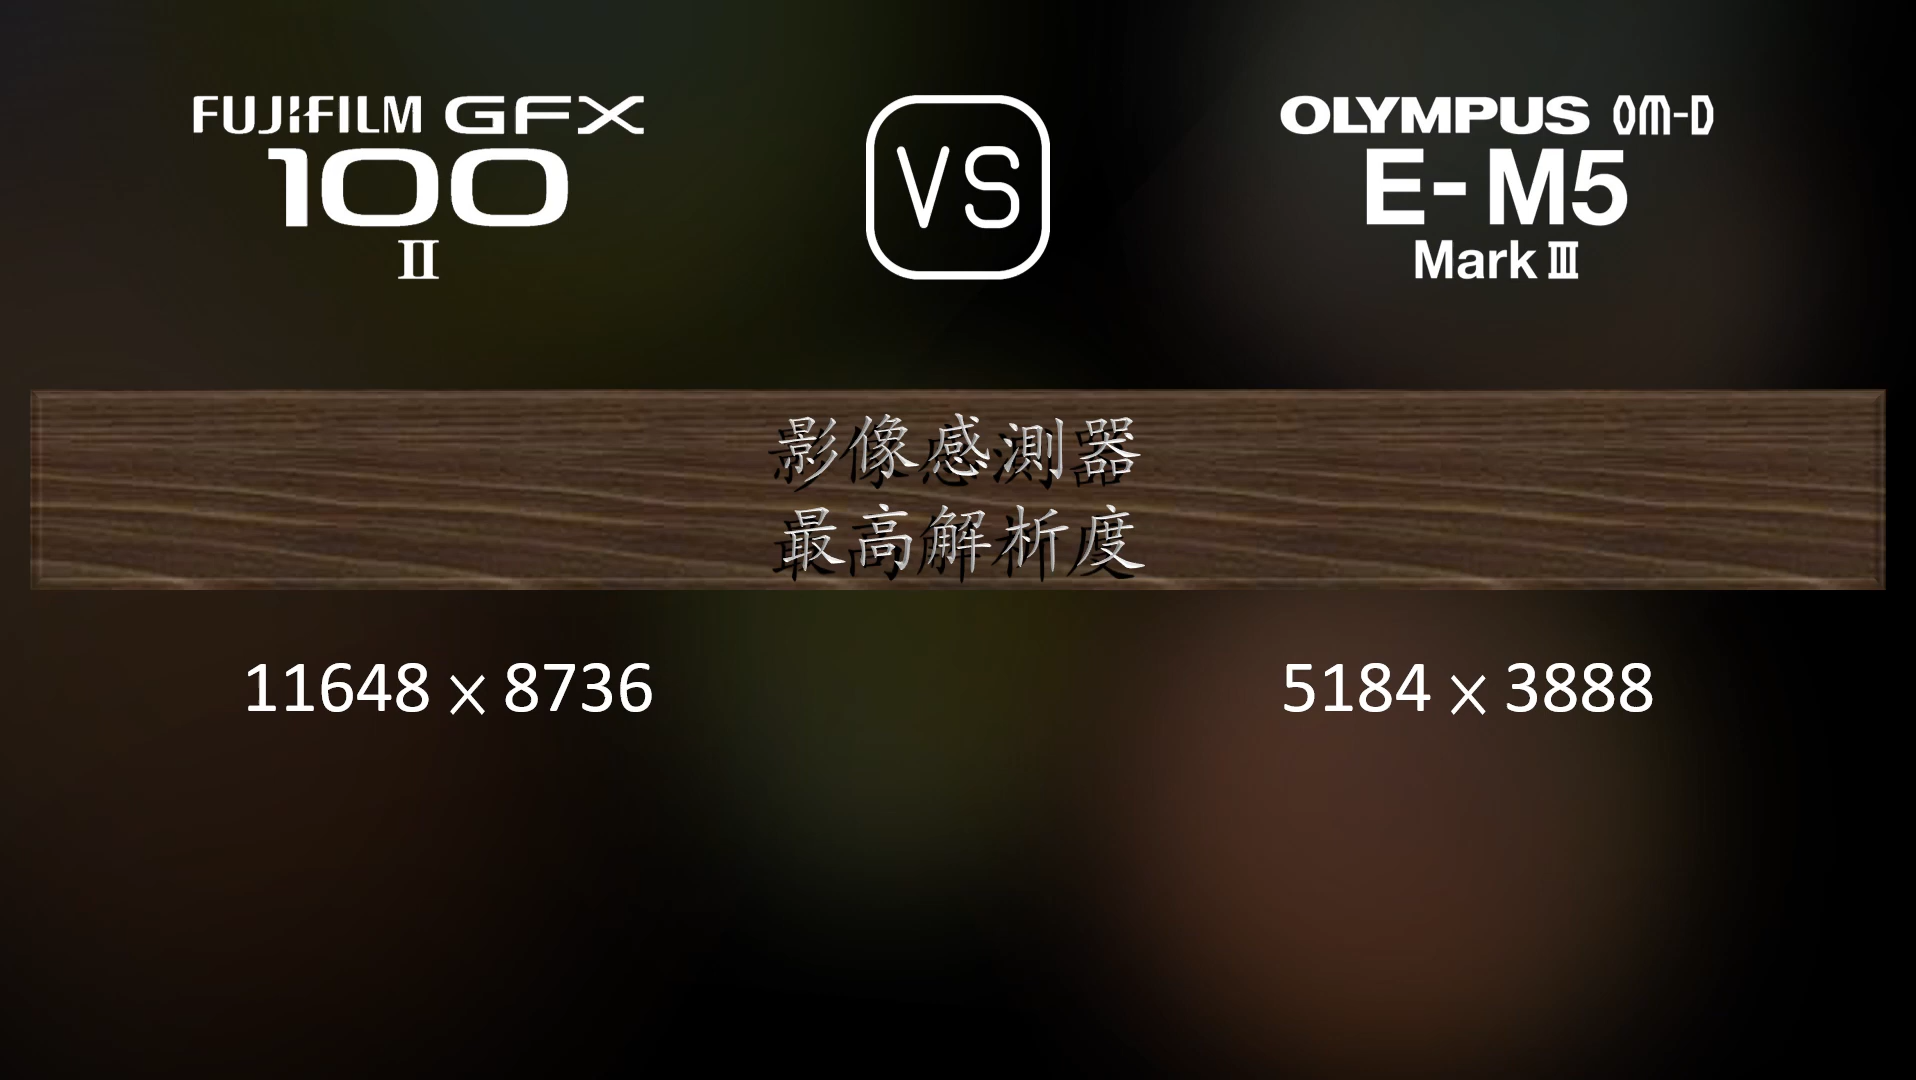 FUJIFILM GFX
100
II
VS
OLYMPUS OM-D
E-M5
Mark III
影像感測器
最高解析度
11648 x 8736
5184 x 3888